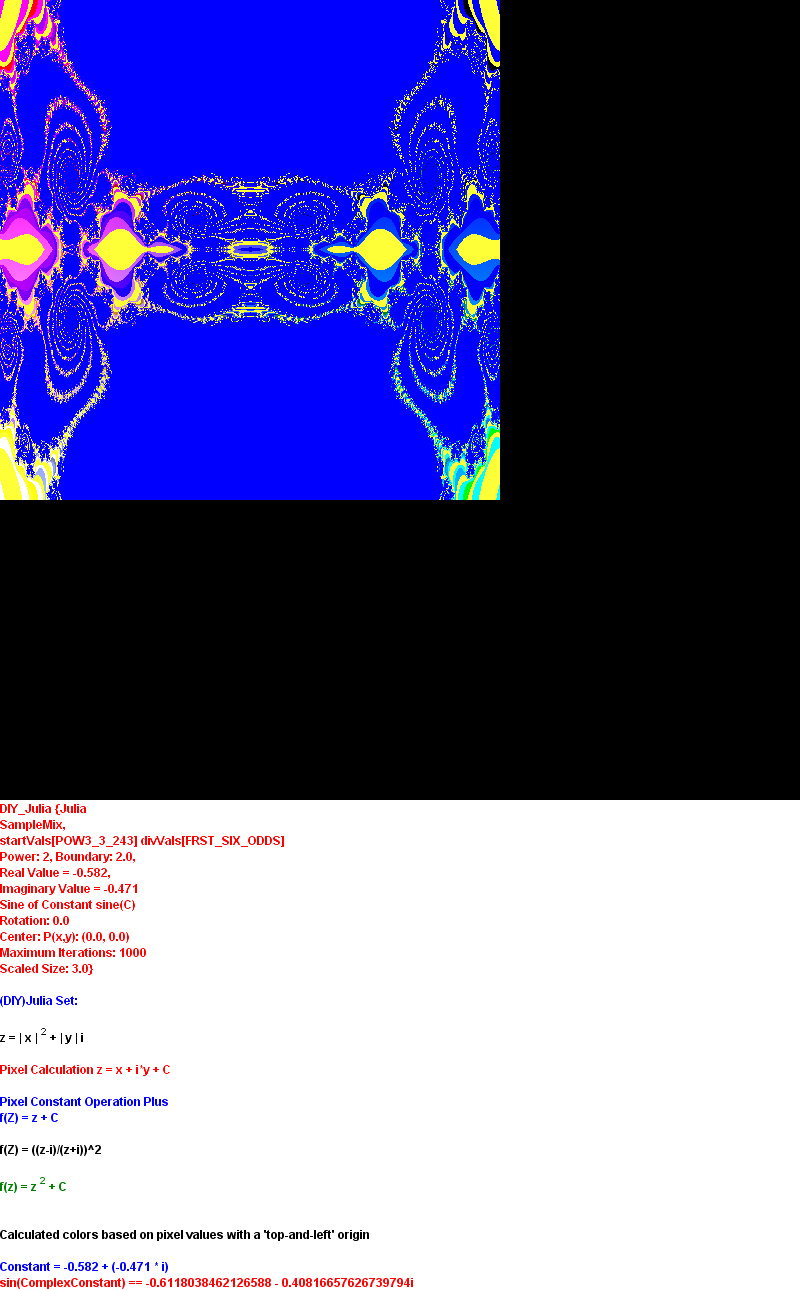 DIY_Julia {Julia
SampleMix,
startVals[POW3_3_243] divVals[FRST_SIX_ODDS]
Power: 2, Boundary: 2.0,
Real Value = -0.582,
Imaginary Value = -0.471
Sine of Constant sine(C)
Rotation: 0.0
Center: P(x,y): (0.0, 0.0)
Maximum Iterations: 1000
Scaled Size: 3.0}
(DIY)Julia Set:
z = | x | 2 + | y | i
Pixel Calculation z = x + i*y + C
Pixel Constant Operation Plus
f(Z) = z + C
f(Z) = ((z-i)/(z+i))^2
f(z) = z 2 + C
Calculated colors based on pixel values with a 'top-and-left' origin
Constant = -0.582 + (-0.471 * i)
sin(ComplexConstant) == -0.6118038462126588 - 0.40816657626739794i